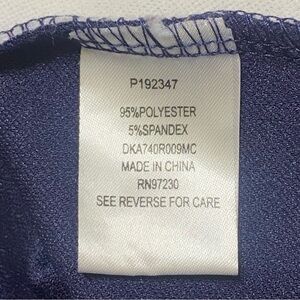 P192347
95%POLYESTER
5%SPANDEX
DKA740R009MC
MADE IN CHINA
RN97230
SEE REVERSE FOR CARE